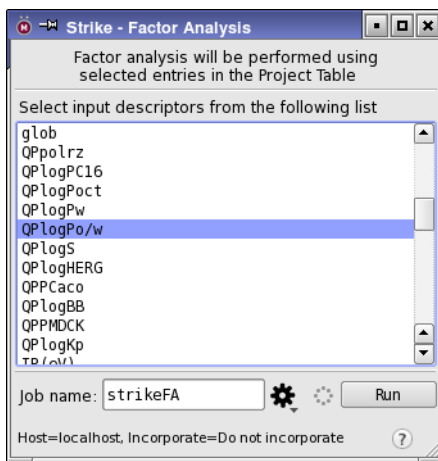 Strike - Factor Analysis
Factor analysis will be performed using
selected entries in the Project Table
Select input descriptors from the following list
glob
QPpolrz
QPlogPC16
QPlogPoct
QPlogPw
QPlogPo/w
QPlogS
QPlogHERG
QPPCaco
QPlogBB
QPPMDCK
QPlogKp
IP(eV)
Job name: strikeFA Run
Host=localhost, Incorporate=Do not incorporate ?